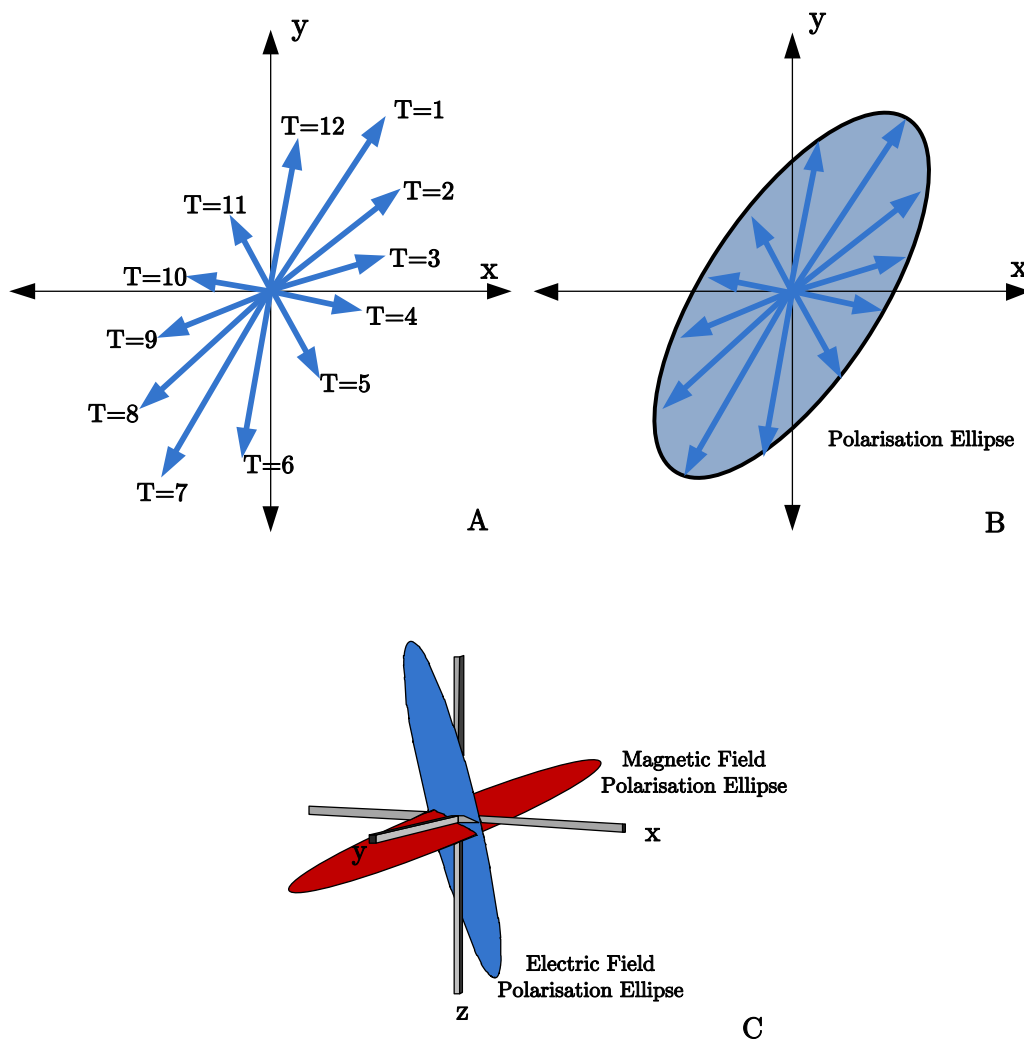 y
T=1
T=12
T=2
T=11
T=3
x
T=10
T=4
T=9
T=5
T=8
T=6
T=7
A
y
x
Polarisation Ellipse
B
Magnetic Field
Polarisation Ellipse
x
y
Electric Field
Polarisation Ellipse
z
C